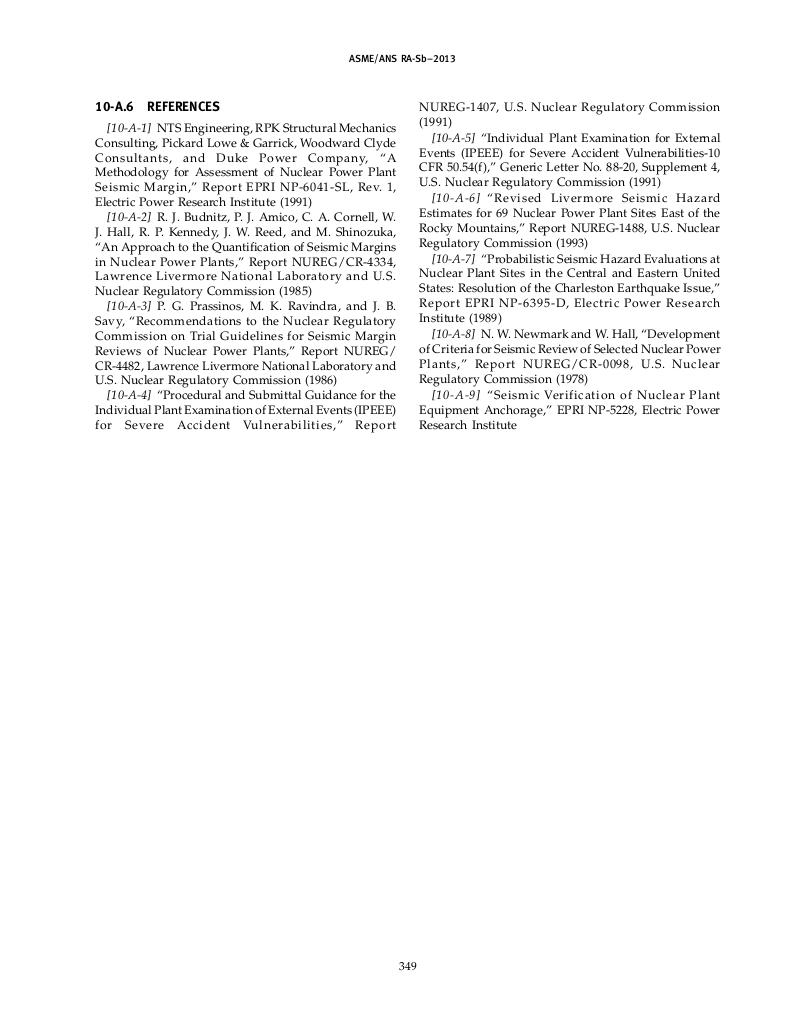 ASME/ANS RA-Sb–2013
10-A.6 REFERENCES
[10-A-1] NTS Engineering, RPK Structural Mechanics
Consulting, Pickard Lowe & Garrick, Woodward Clyde
Consultants, and Duke Power Company, “A
Methodology for Assessment of Nuclear Power Plant
Seismic Margin,” Report EPRI NP-6041-SL, Rev. 1,
Electric Power Research Institute (1991)
[10-A-2] R. J. Budnitz, P. J. Amico, C. A. Cornell, W.
J. Hall, R. P. Kennedy, J. W. Reed, and M. Shinozuka,
“An Approach to the Quantification of Seismic Margins
in Nuclear Power Plants,” Report NUREG/CR-4334,
Lawrence Livermore National Laboratory and U.S.
Nuclear Regulatory Commission (1985)
[10-A-3] P. G. Prassinos, M. K. Ravindra, and J. B.
Savy, “Recommendations to the Nuclear Regulatory
Commission on Trial Guidelines for Seismic Margin
Reviews of Nuclear Power Plants,” Report NUREG/
CR-4482, Lawrence Livermore National Laboratory and
U.S. Nuclear Regulatory Commission (1986)
[10-A-4] “Procedural and Submittal Guidance for the
Individual Plant Examination of External Events (IPEEE)
for Severe Accident Vulnerabilities,” Report
NUREG-1407, U.S. Nuclear Regulatory Commission
(1991)
[10-A-5] “Individual Plant Examination for External
Events (IPEEE) for Severe Accident Vulnerabilities-10
CFR 50.54(f),” Generic Letter No. 88-20, Supplement 4,
U.S. Nuclear Regulatory Commission (1991)
[10-A-6] “Revised Livermore Seismic Hazard
Estimates for 69 Nuclear Power Plant Sites East of the
Rocky Mountains,” Report NUREG-1488, U.S. Nuclear
Regulatory Commission (1993)
[10-A-7] “Probabilistic Seismic Hazard Evaluations at
Nuclear Plant Sites in the Central and Eastern United
States: Resolution of the Charleston Earthquake Issue,”
Report EPRI NP-6395-D, Electric Power Research
Institute (1989)
[10-A-8] N. W. Newmark and W. Hall, “Development
of Criteria for Seismic Review of Selected Nuclear Power
Plants,” Report NUREG/CR-0098, U.S. Nuclear
Regulatory Commission (1978)
[10-A-9] “Seismic Verification of Nuclear Plant
Equipment Anchorage,” EPRI NP-5228, Electric Power
Research Institute
349